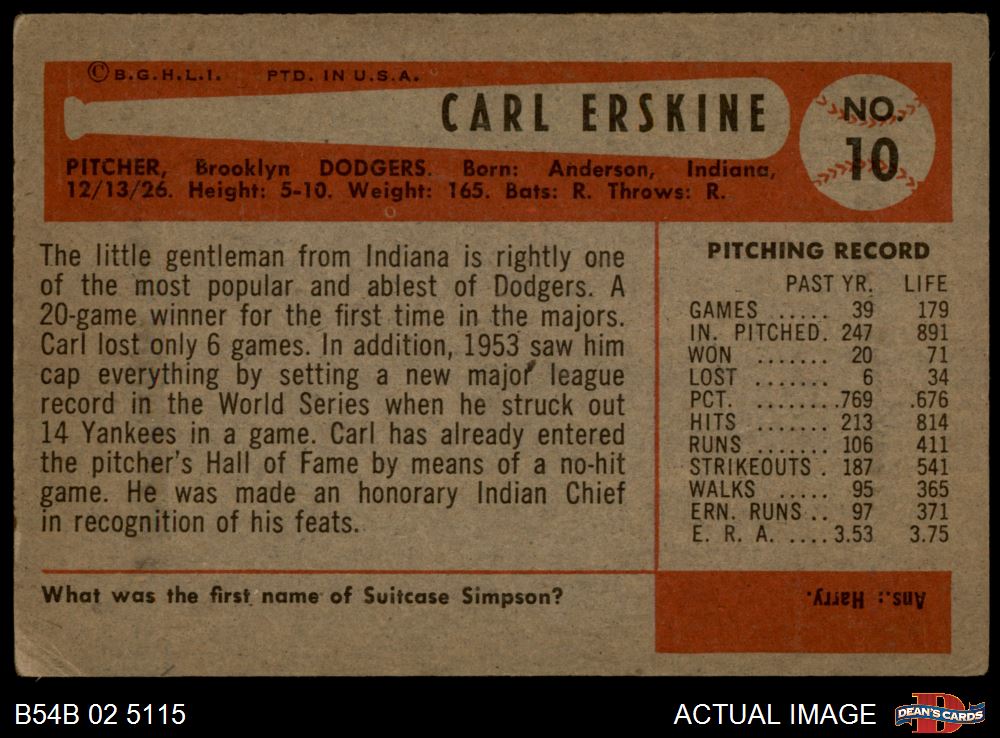 ©B.G.H.L.I. PTD. IN U.S.A.
CARL ERSKINE
NO.
10
PITCHER, Brooklyn DODGERS. Born: Anderson, Indiana,
12/13/26. Height: 5-10. Weight: 165. Bats: R. Throws: R.
The little gentleman from Indiana is rightly one
of the most popular and ablest of Dodgers. A
20-game winner for the first time in the majors.
Carl lost only 6 games. In addition, 1953 saw him
cap everything by setting a new major league
record in the World Series when he struck out
14 Yankees in a game. Carl has already entered
the pitcher's Hall of Fame by means of a no-hit
game. He was made an honorary Indian Chief
in recognition of his feats.
PITCHING RECORD
PAST YR. LIFE
GAMES ..... 39 179
IN. PITCHED. 247 891
WON ....... 20 71
LOST ....... 6 34
PCT. ........769 .676
HITS ....... 213 814
RUNS ....... 106 411
STRIKEOUTS . 187 541
WALKS ..... 95 365
ERN. RUNS .. 97 371
E. R. A. ....3.53 3.75
What was the first name of Suitcase Simpson?
Ans.: Harry.
B54B 02 5115
ACTUAL IMAGE
D
DEAN'S CARDS